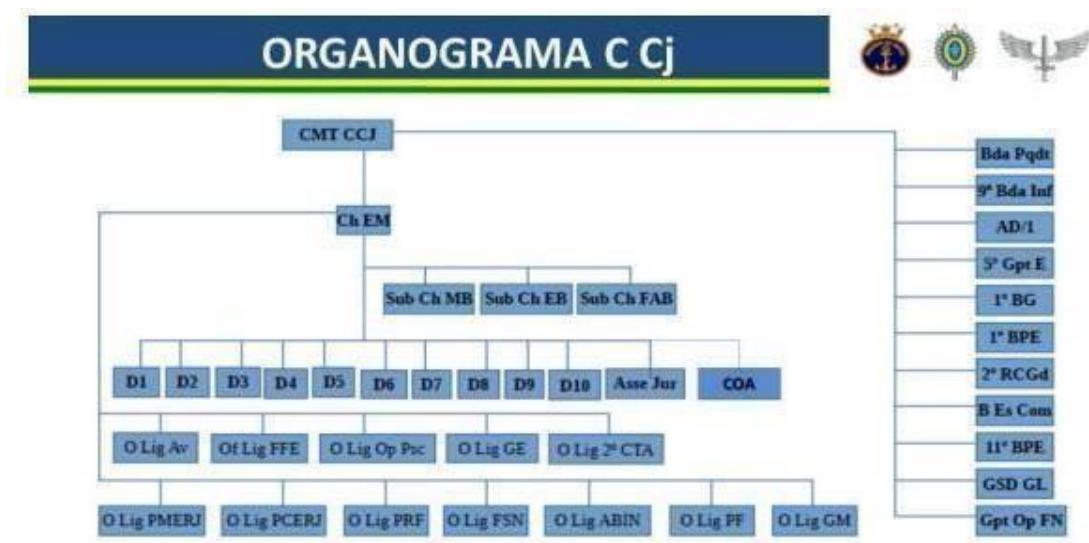 ORGANOGRAMA C Cj
CMT CCJ
Bda Pqdt
9ª Bda Inf
AD/1
5º Gpt E
1º BG
1º BPE
2º RCGd
B Es Com
11º BPE
GSD GL
Gpt Op FN
Ch EM
Sub Ch MB Sub Ch EB Sub Ch FAB
D1 D2 D3 D4 D5 D6 D7 D8 D9 D10 Asse Jur COA
O Lig Av Of Lig FFE O Lig Op Psc O Lig GE O Lig 2º CTA
O Lig PMERJ O Lig PCERJ O Lig PRF O Lig FSN O Lig ABIN O Lig PF O Lig GM